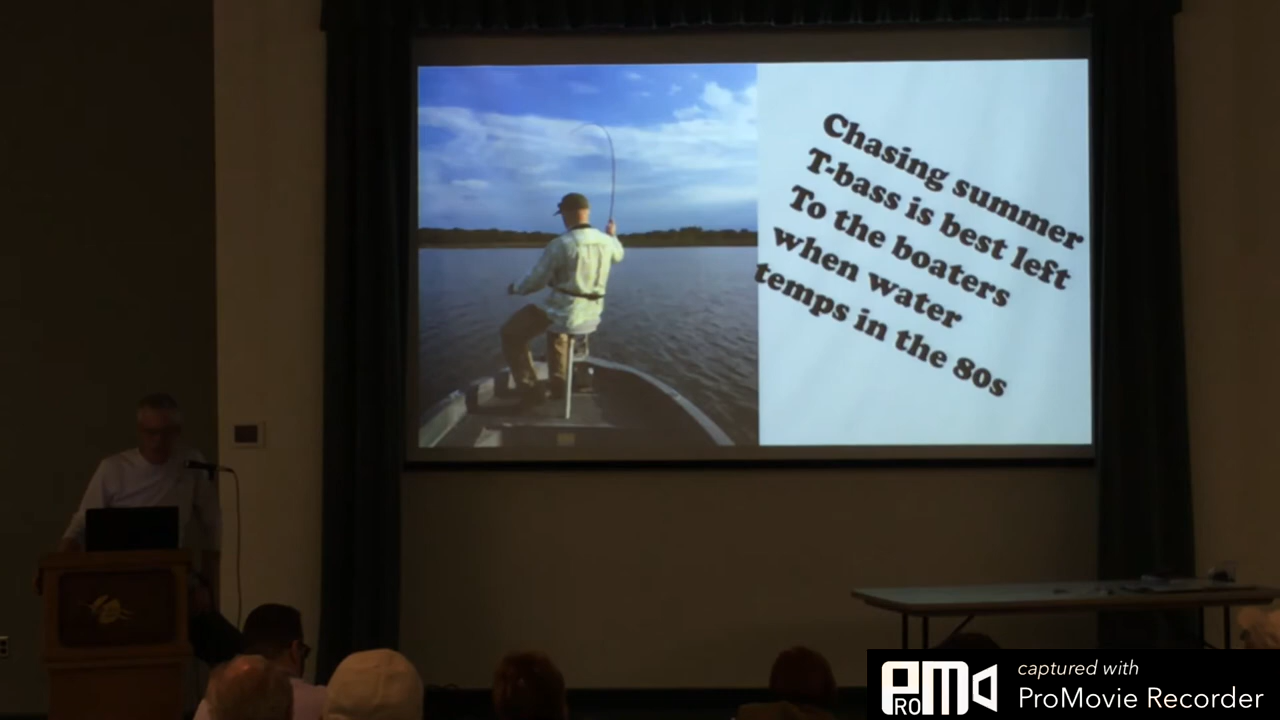 Chasing summer
T-bass is best left
To the boaters
when water
temps in the 80s
PRO
captured with
ProMovie Recorder